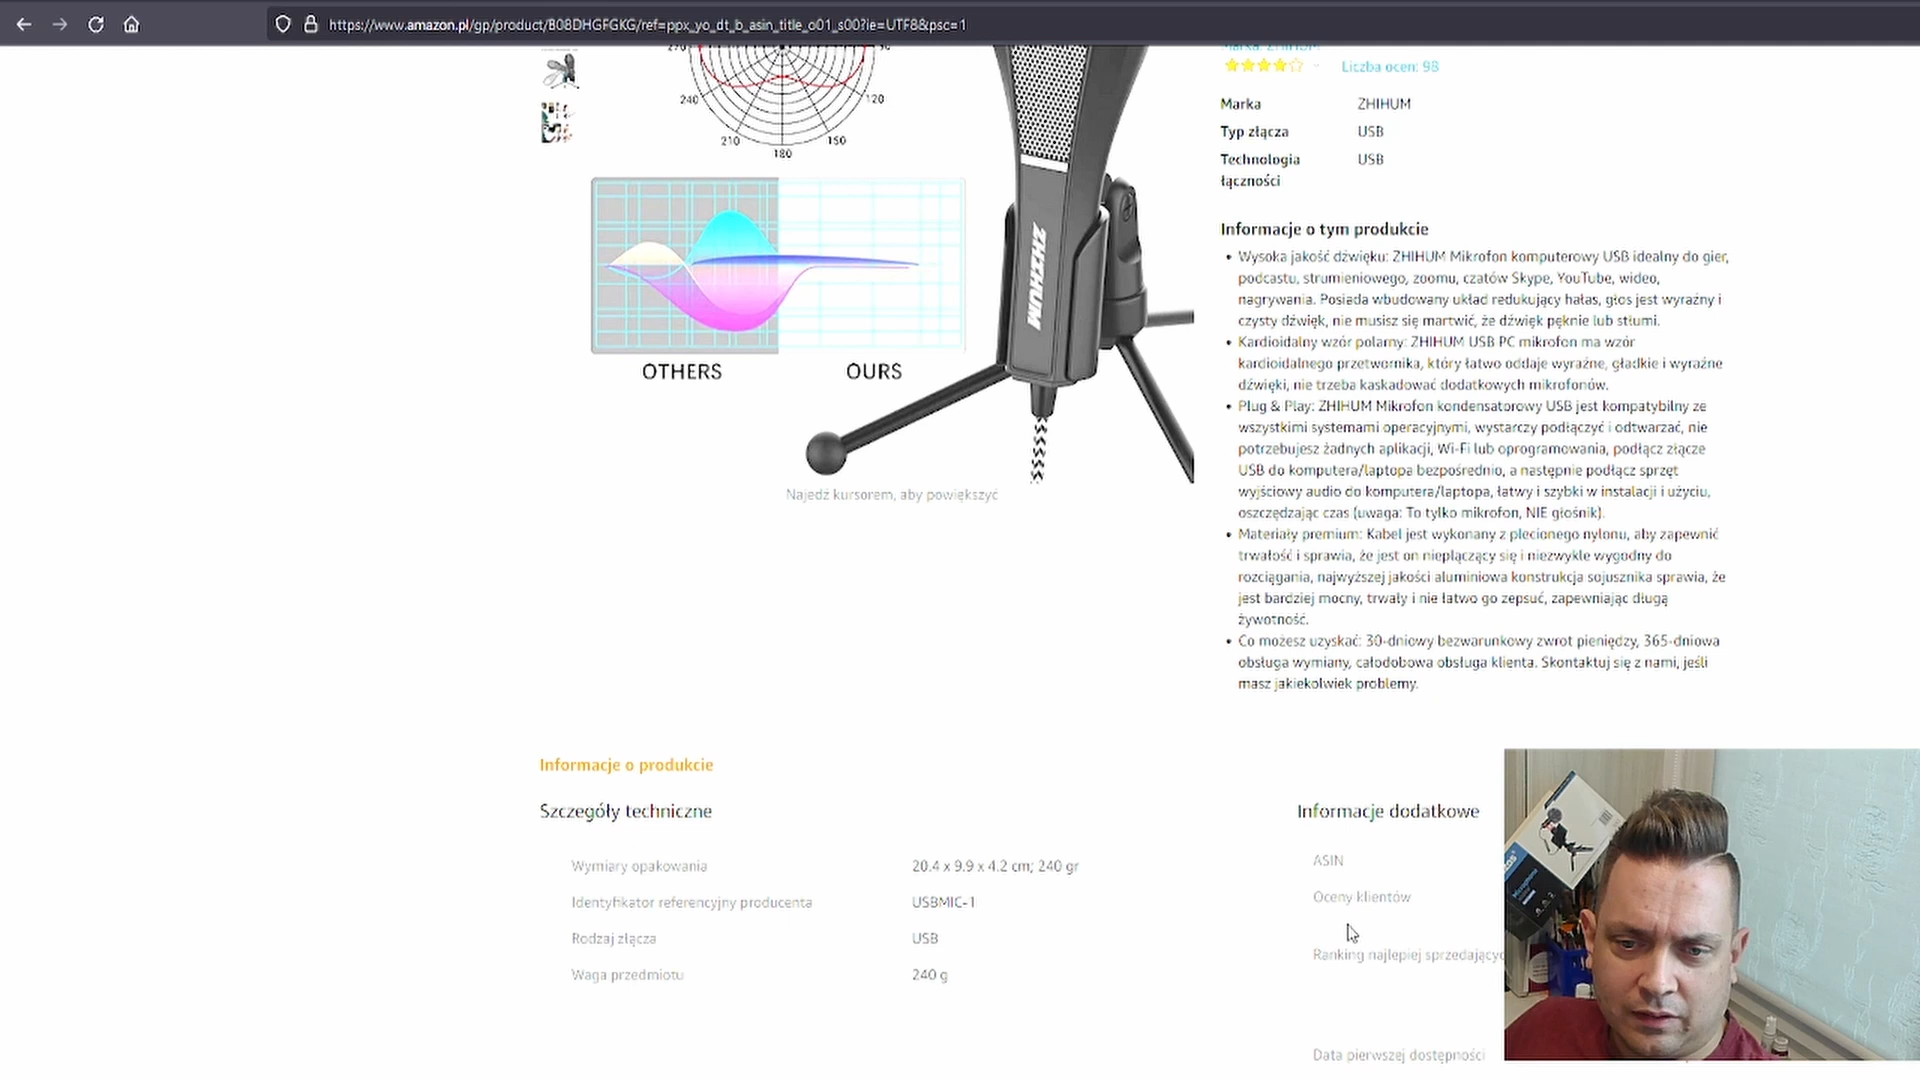 https://www.amazon.pl/gp/product/B08DHGFGKG/ref=ppx_yo_dt_b_asin_title_o01_s00?ie=UTF8&psc=1
Marka: ZHIHUM
Liczba ocen: 98
270
90
240
120
210
150
180
Marka ZHIHUM
Typ złącza USB
Technologia USB
łączności
ZHIHUM
OTHERS
OURS
Najedź kursorem, aby powiększyć
Informacje o tym produkcie
• Wysoka jakość dźwięku: ZHIHUM Mikrofon komputerowy USB idealny do gier,
podcastu, strumieniowego, zoomu, czatów Skype, YouTube, wideo,
nagrywania. Posiada wbudowany układ redukujący hałas, głos jest wyraźny i
czysty dźwięk, nie musisz się martwić, że dźwięk pęknie lub stłumi.
• Kardioidalny wzór polarny: ZHIHUM USB PC mikrofon ma wzór
kardioidalnego przetwornika, który łatwo oddaje wyraźne, gładkie i wyraźne
dźwięki, nie trzeba kaskadować dodatkowych mikrofonów.
• Plug & Play: ZHIHUM Mikrofon kondensatorowy USB jest kompatybilny ze
wszystkimi systemami operacyjnymi, wystarczy podłączyć i odtwarzać, nie
potrzebujesz żadnych aplikacji, Wi-Fi lub oprogramowania, podłącz złącze
USB do komputera/laptopa bezpośrednio, a następnie podłącz sprzęt
wyjściowy audio do komputera/laptopa, łatwy i szybki w instalacji i użyciu,
oszczędzając czas (uwaga: To tylko mikrofon, NIE głośnik).
• Materiały premium: Kabel jest wykonany z plecionego nylonu, aby zapewnić
trwałość i sprawia, że jest on nieplączący się i niezwykle wygodny do
rozciągania, najwyższej jakości aluminiowa konstrukcja sojusznika sprawia, że
jest bardziej mocny, trwały i nie łatwo go zepsuć, zapewniając długą
żywotność.
• Co możesz uzyskać: 30-dniowy bezwarunkowy zwrot pieniędzy, 365-dniowa
obsługa wymiany, całodobowa obsługa klienta. Skontaktuj się z nami, jeśli
masz jakiekolwiek problemy.
Informacje o produkcie
Szczegóły techniczne
Wymiary opakowania 20.4 x 9.9 x 4.2 cm; 240 gr
Identyfikator referencyjny producenta USBMIC-1
Rodzaj złącza USB
Waga przedmiotu 240 g
Informacje dodatkowe
ASIN
Oceny klientów
Ranking najlepiej sprzedając
Data pierwszej dostępności
Microphone